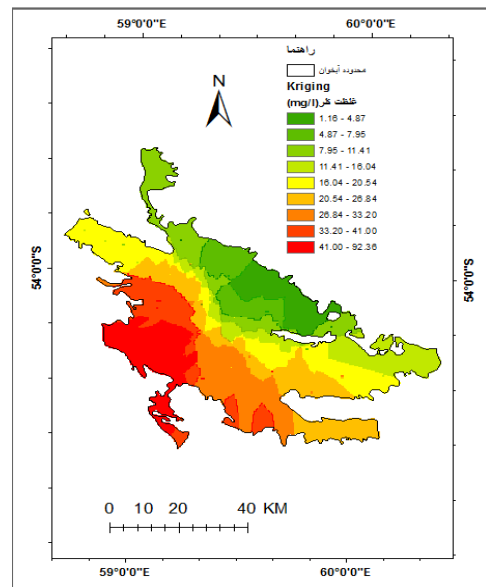 59°0'0"E 60°0'0"E
راهنما
محدوده آبخوان
Kriging
غلظت کلر(mg/l)
1.16 - 4.87
4.87 - 7.95
7.95 - 11.41
11.41 - 16.04
16.04 - 20.54
20.54 - 26.84
26.84 - 33.20
33.20 - 41.00
41.00 - 92.36
N
54°0'0"S
54°0'0"S
0 10 20 40 KM
59°0'0"E 60°0'0"E